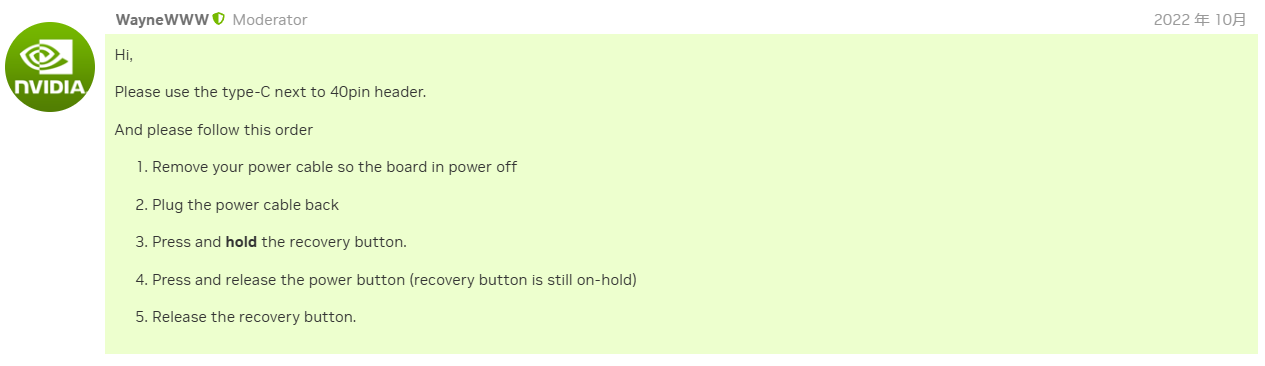 WayneWWW Moderator 2022 年 10月
NVIDIA
Hi,
Please use the type-C next to 40pin header.
And please follow this order
1. Remove your power cable so the board in power off
2. Plug the power cable back
3. Press and hold the recovery button.
4. Press and release the power button (recovery button is still on-hold)
5. Release the recovery button.